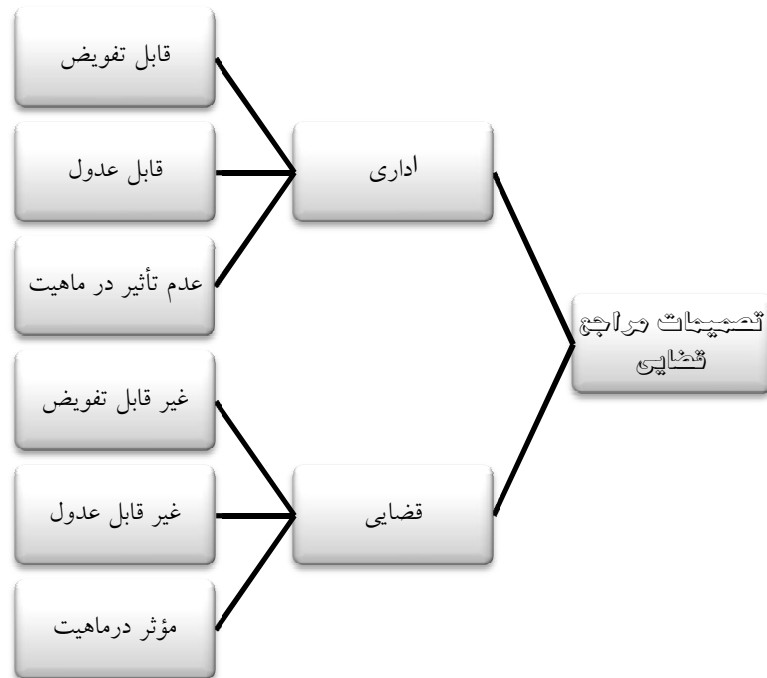 تصمیمات مراجع
قضایی
اداری
قابل تفویض
قابل عدول
عدم تأثیر در ماهیت
قضایی
غیر قابل تفویض
غیر قابل عدول
مؤثر درماهیت